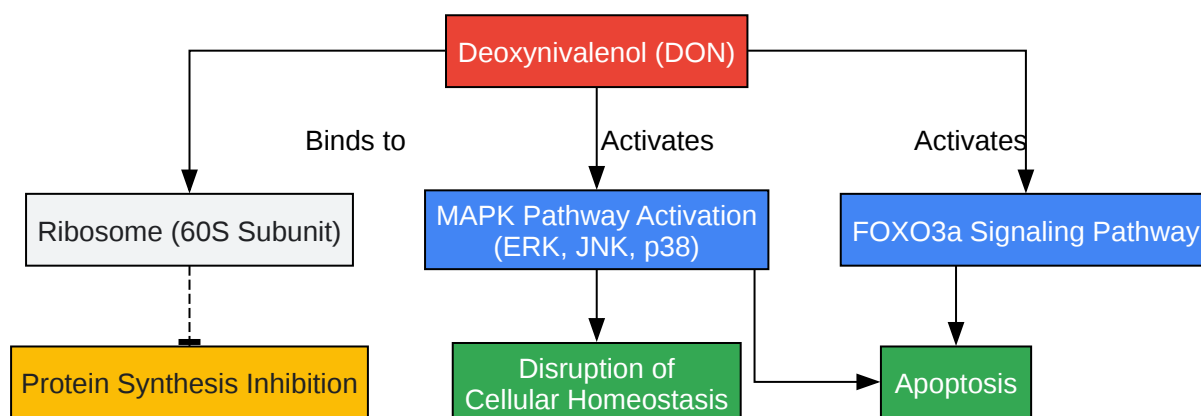 Deoxynivalenol (DON)
Binds to
Activates
Activates
Ribosome (60S Subunit)
MAPK Pathway Activation
(ERK, JNK, p38)
FOXO3a Signaling Pathway
Protein Synthesis Inhibition
Disruption of
Cellular Homeostasis
Apoptosis